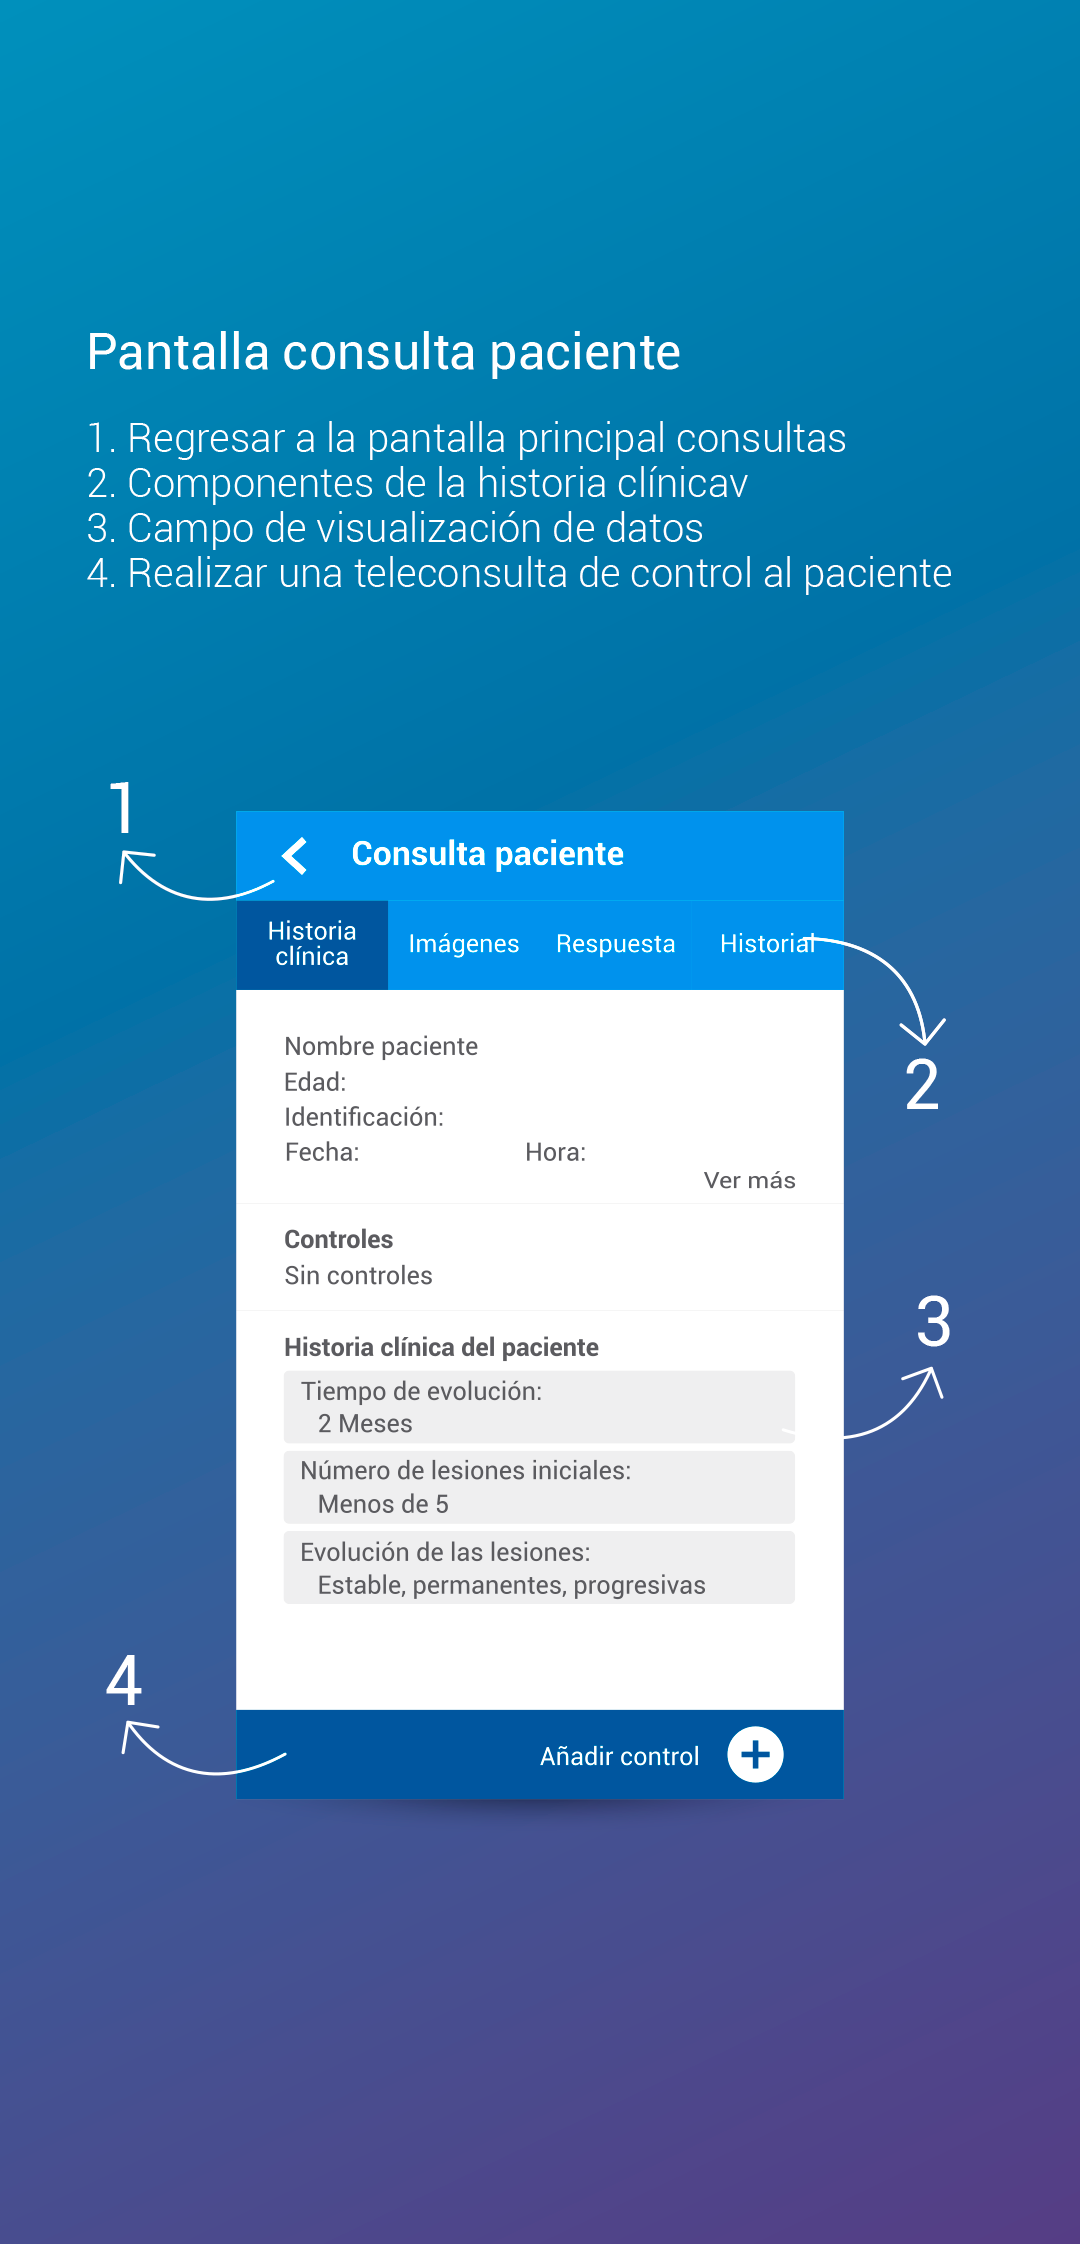 Pantalla consulta paciente
1. Regresar a la pantalla principal consultas
2. Componentes de la historia clínicav
3. Campo de visualización de datos
4. Realizar una teleconsulta de control al paciente
1
Consulta paciente
Historia
clínica
Imágenes
Respuesta
Historial
2
Nombre paciente
Edad:
Identificación:
Fecha: Hora:
Ver más
Controles
Sin controles
3
Historia clínica del paciente
Tiempo de evolución:
2 Meses
Número de lesiones iniciales:
Menos de 5
Evolución de las lesiones:
Estable, permanentes, progresivas
4
Añadir control